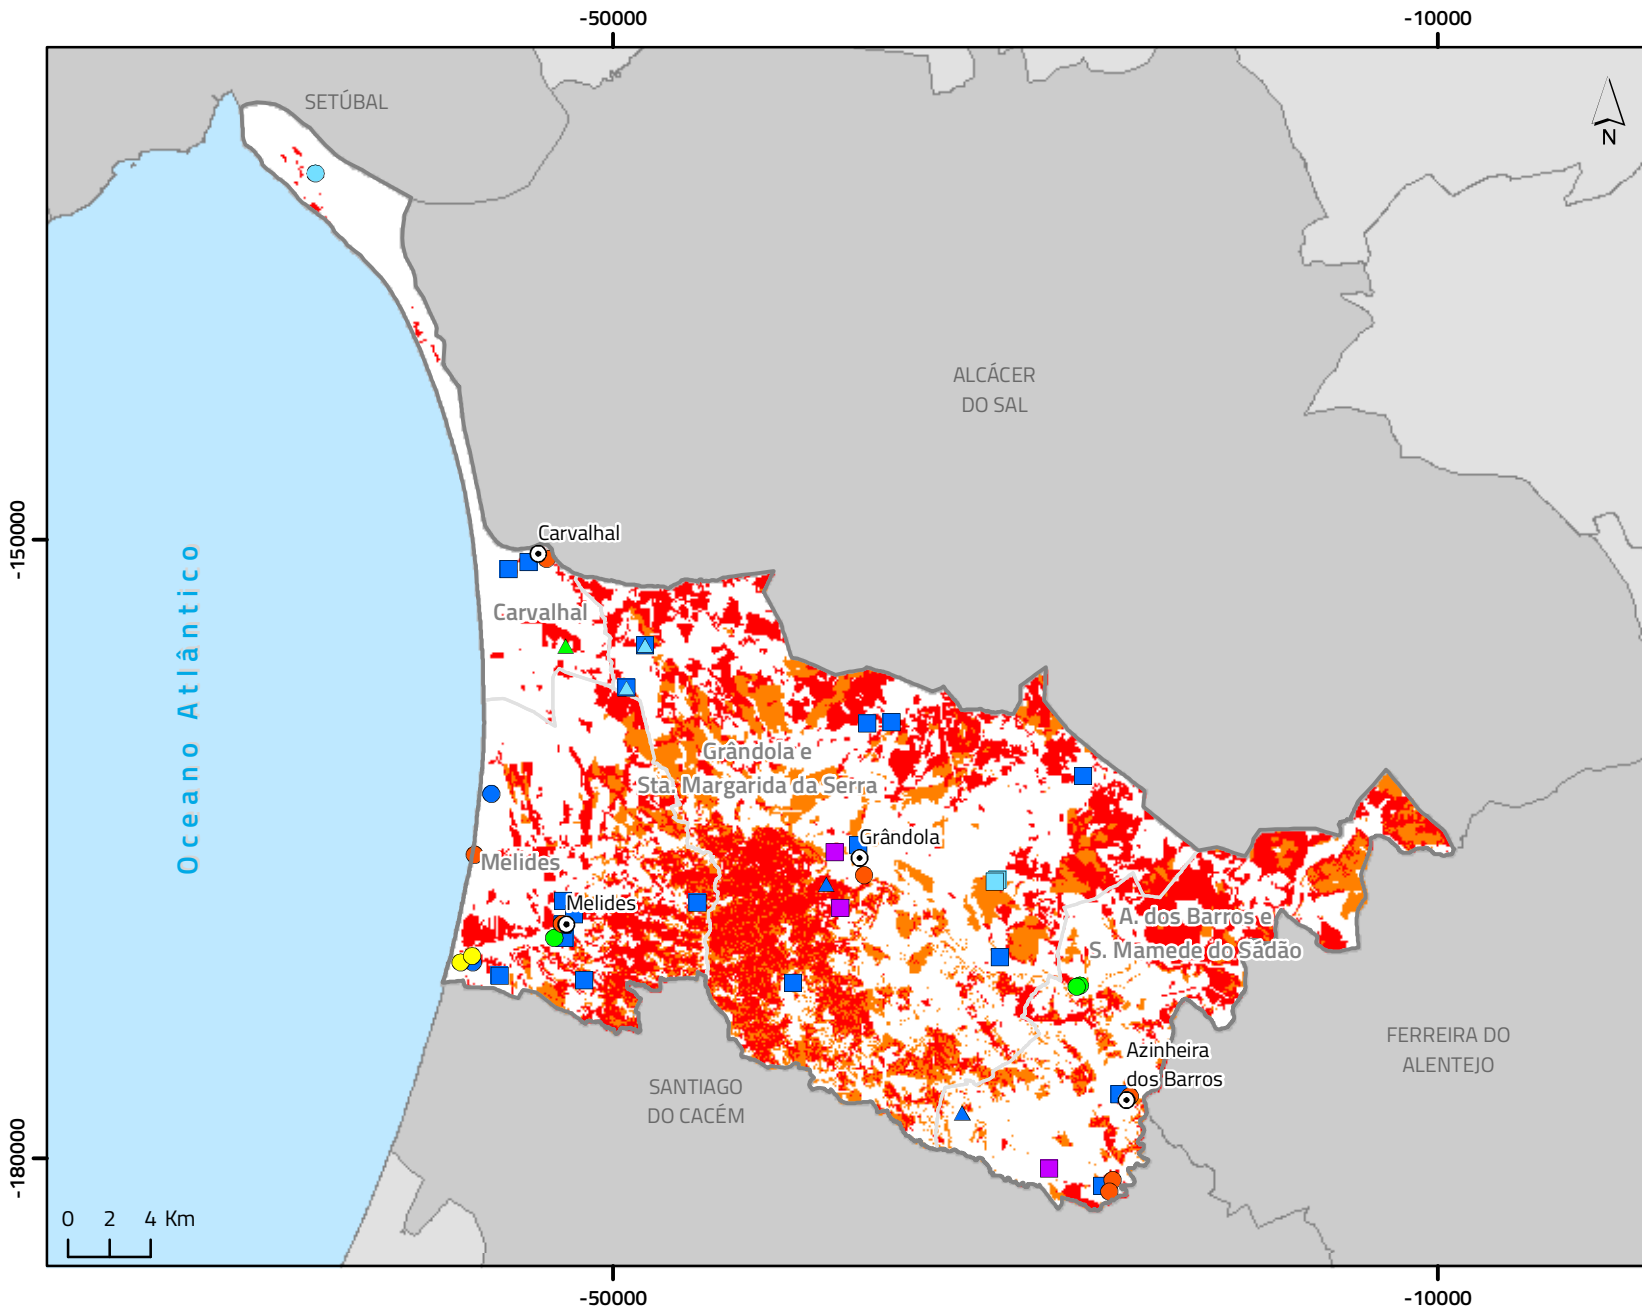 -50000
-10000
SETÚBAL
N
ALCÁCER
DO SAL
-150000
Oceano Atlântico
Carvalhal
Carvalhal
Grândola e
Sta. Margarida da Serra
Grândola
Melides
Melides
A. dos Barros e
S. Mamede do Sádão
Azinheira
dos Barros
FERREIRA DO
ALENTEJO
SANTIAGO
DO CACÉM
-180000
0 2 4 Km
-50000
-10000